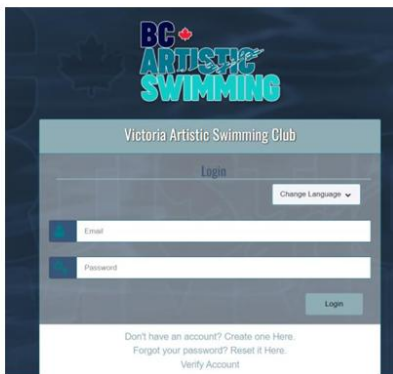 BC
ARTISTIC
SWIMMING
Victoria Artistic Swimming Club
Login
Change Language
Email
Password
Login
Don't have an account? Create one Here.
Forgot your password? Reset it Here.
Verify Account